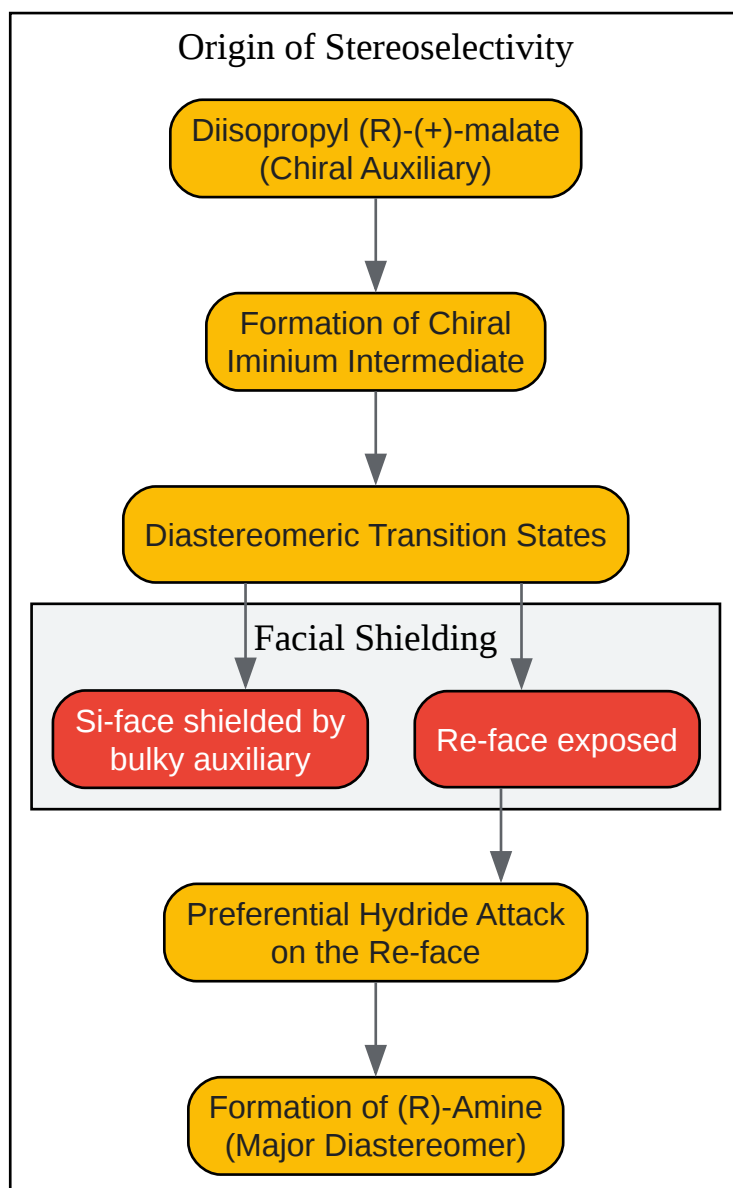 Origin of Stereoselectivity
Diisopropyl (R)-(+)-malate
(Chiral Auxiliary)
Formation of Chiral
Iminium Intermediate
Diastereomeric Transition States
Facial Shielding
Si-face shielded by
bulky auxiliary
Re-face exposed
Preferential Hydride Attack
on the Re-face
Formation of (R)-Amine
(Major Diastereomer)